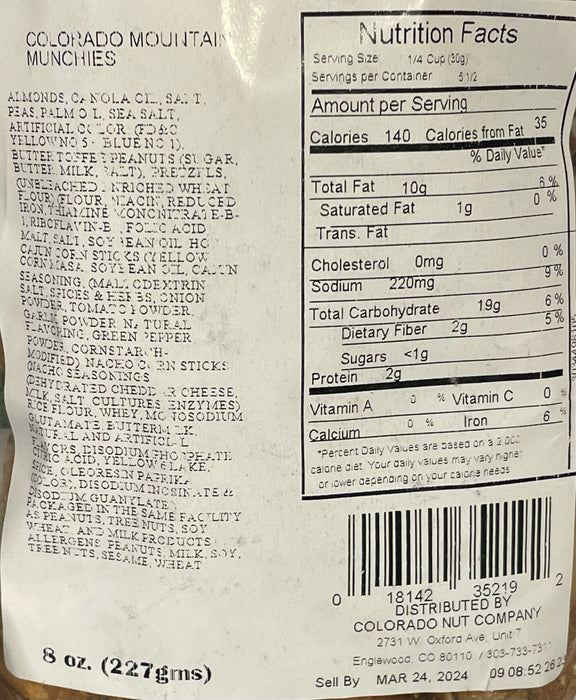 COLORADO MOUNTAI
MUNCHIES
ALMONDS, CANOLA OIL, SALT,
PEAS, PALM OIL, SEA SALT,
ARTIFICIAL COLOR (FD&C
YELLOW NO 5 BLUE NO 1),
BUTTER TOFFEE PEANUTS (SUGAR,
BUTTER MILK, SALT), PRETZELS,
(UNBLEACHED ENRICHED WHEAT
FLOUR) (FLOUR, NIACIN, REDUCED
IRON, THIAMINE MONONITRATE-B-
1, RIBOFLAVIN-B FOLIC ACID
MALT, SALT, SOYBEAN OIL
CAJUN CORN STICKS (YELLOW
CORN MASA SOYBEAN OIL, CAJUN
SEASONING, (MALTODEXTRIN
SALT, SPICES & HERBS, ONION
POWDER, TOMATO POWDER,
GARLIC POWDER NATURAL
FLAVORING, GREEN PEPPER
POWDER, CORNSTARCH-
MODIFIED) NACHO CORN STICKS
(NACHO SEASONINGS
(DEHYDRATED CHEDDAR CHEESE,
MILK, SALT CULTURES ENZYMES)
RICE FLOUR, WHEY, MONOSODIUM
GLUTAMATE BUTTERMILK
NATURAL AND ARTIFICIAL
FLAVORS, DISODIUM PHOSPHATE
CITRIC ACID, YELLOW 6 LAKE,
SPICE, OLEORESIN PAPRIKA
(COLOR), DISODIUM INOSINATE &
DISODIUM GUANYLATE)
PACKAGED IN THE SAME FACILITY
AS PEANUTS, TREE NUTS, SOY
WHEAT AND MILK PRODUCTS
ALLERGENS PEANUTS, MILK, SOY,
TREE NUTS, SESAME, WHEAT
8 oz. (227gms)
Nutrition Facts
Serving Size 1/4 Cup (30g)
Servings per Container 5 1/2
Amount per Serving
Calories 140 Calories from Fat 35
% Daily Value*
Total Fat 10g 6 %
Saturated Fat 1g 0 %
Trans. Fat
Cholesterol 0mg 0 %
Sodium 220mg 9 %
Total Carbohydrate 19g 6 %
Dietary Fiber 2g 5 %
Sugars <1g
Protein 2g
Vitamin A 0 % Vitamin C 0 %
Calcium 0 % Iron 6 %
*Percent Daily Values are based on a 2 000
calorie diet Your daily values may vary higher
or lower depending on your calorie needs
0 18142 35219 2
DISTRIBUTED BY
COLORADO NUT COMPANY
2731 W. Oxford Ave, Unit 7
Englewood, CO 80110 / 303-733-73
Sell By MAR 24, 2024 09 08:52 26 23